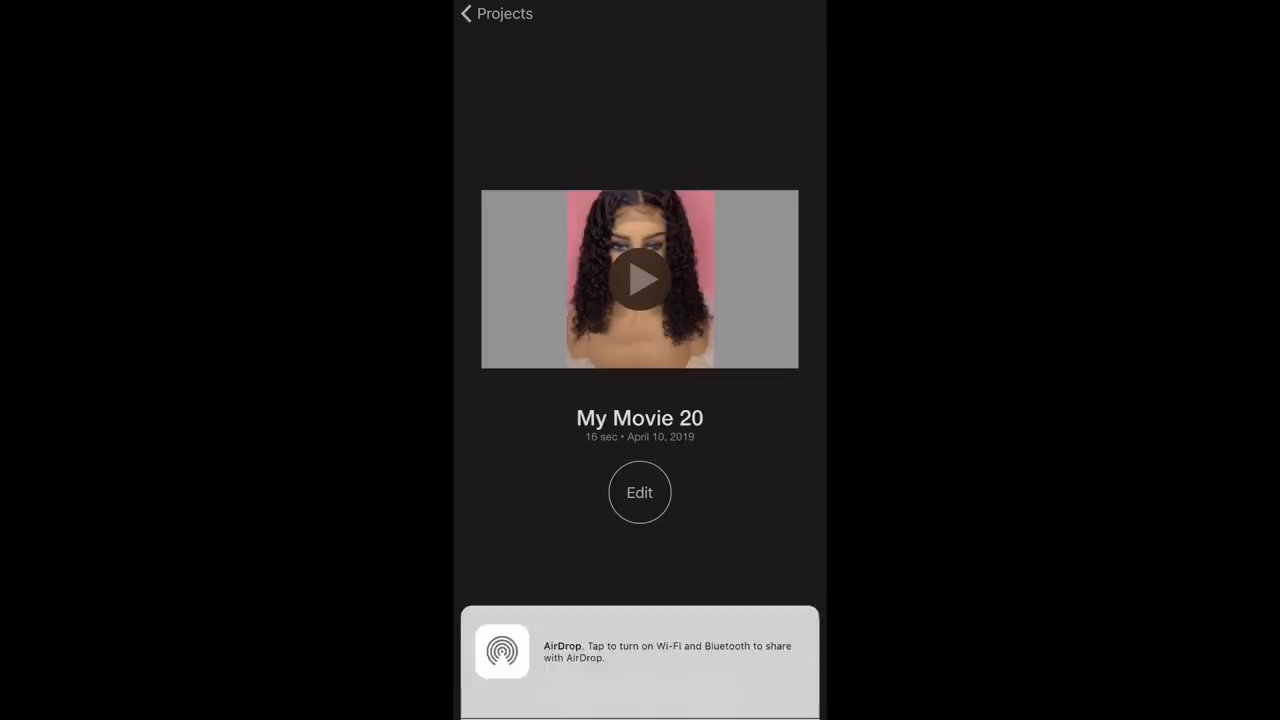 Projects
My Movie 20
16 sec • April 10, 2019
Edit
AirDrop. Tap to turn on Wi-Fi and Bluetooth to share
with AirDrop.